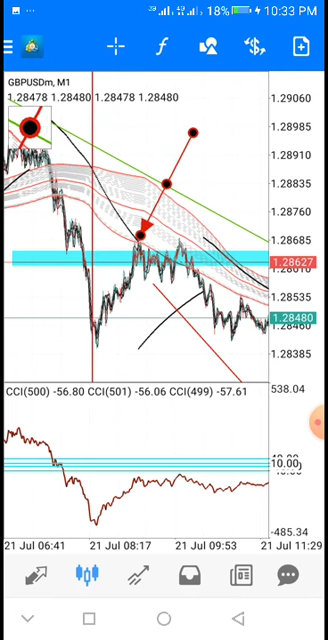 18% 10:33 PM
GBPUSDm, M1
1.28478 1.28480 1.28478 1.28480
1.29060
1.28985
1.28910
1.28835
1.28760
1.28685
1.28627
1.28535
1.28480
1.28460
1.28385
CCI(500) -56.80 CCI(501) -56.06 CCI(499) -57.61
538.04
10.00
-485.34
21 Jul 06:41 21 Jul 08:17 21 Jul 09:53 21 Jul 11:29